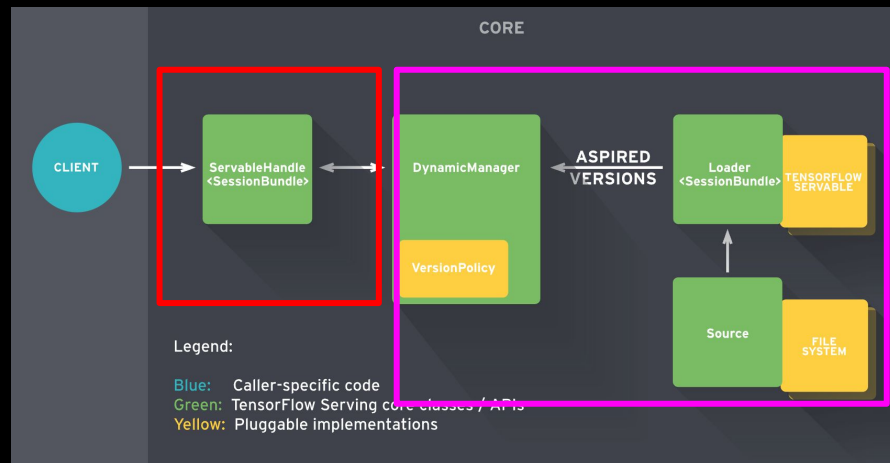 CORE
CLIENT
ServableHandle
<SessionBundle>
DynamicManager
VersionPolicy
ASPIRED
VERSIONS
Loader
<SessionBundle>
TENSORFLOW
SERVABLE
Source
FILE
SYSTEM
Legend:
Blue: Caller-specific code
Green: TensorFlow Serving core classes / APIs
Yellow: Pluggable implementations